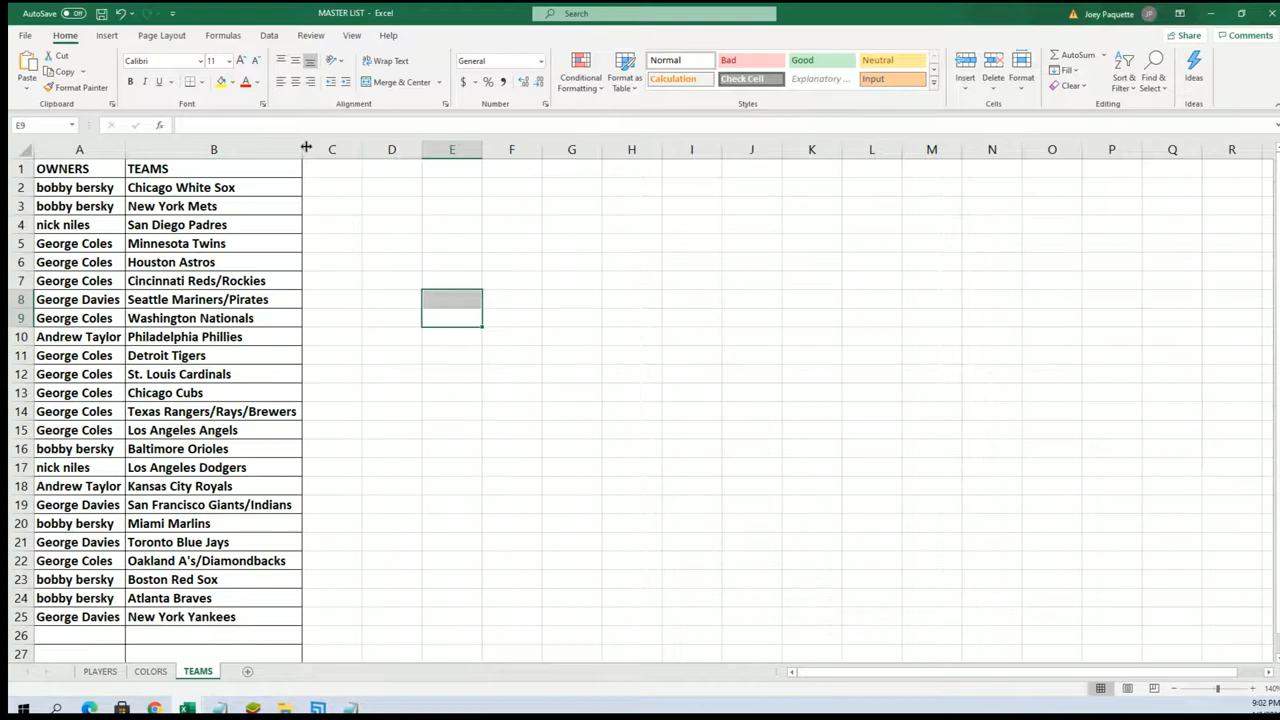 AutoSave Off MASTER LIST - Excel Search Joey Paquette JP
File Home Insert Page Layout Formulas Data Review View Help Share Comments
Paste Cut Copy Format Painter Clipboard
Calibri 11 Font
Wrap Text Merge & Center Alignment
General Number
Conditional Formatting Format as Table
Normal Bad Good Neutral
Calculation Check Cell Explanatory ... Input
Styles
Insert Delete Format Cells
AutoSum Fill Clear Sort & Filter Find & Select Editing
Ideas Ideas
E9 fx
A B C D E F G H I J K L M N O P Q R
1 OWNERS TEAMS
2 bobby bersky Chicago White Sox
3 bobby bersky New York Mets
4 nick niles San Diego Padres
5 George Coles Minnesota Twins
6 George Coles Houston Astros
7 George Coles Cincinnati Reds/Rockies
8 George Davies Seattle Mariners/Pirates
9 George Coles Washington Nationals
10 Andrew Taylor Philadelphia Phillies
11 George Coles Detroit Tigers
12 George Coles St. Louis Cardinals
13 George Coles Chicago Cubs
14 George Coles Texas Rangers/Rays/Brewers
15 George Coles Los Angeles Angels
16 bobby bersky Baltimore Orioles
17 nick niles Los Angeles Dodgers
18 Andrew Taylor Kansas City Royals
19 George Davies San Francisco Giants/Indians
20 bobby bersky Miami Marlins
21 George Davies Toronto Blue Jays
22 George Coles Oakland A's/Diamondbacks
23 bobby bersky Boston Red Sox
24 bobby bersky Atlanta Braves
25 George Davies New York Yankees
26
27
PLAYERS COLORS TEAMS
140%
9:02 PM